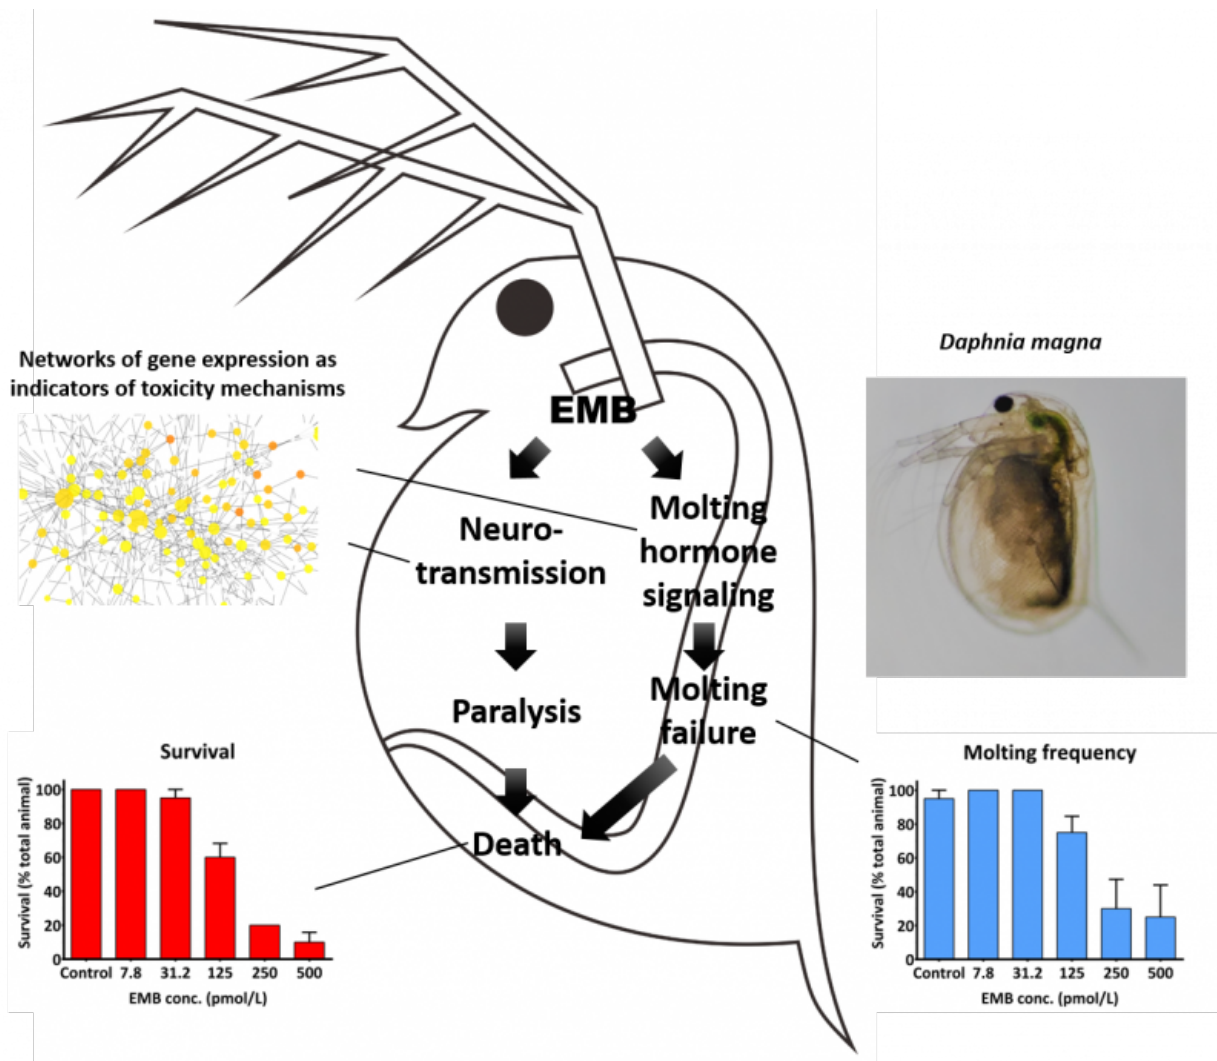 Networks of gene expression as
indicators of toxicity mechanisms
Daphnia magna
EMB
Neuro-
transmission
Molting
hormone
signaling
Paralysis
Molting
failure
Death
Survival
Survival (% total animal)
100
80
60
40
20
0
Control 7.8 31.2 125 250 500
EMB conc. (pmol/L)
Molting frequency
Survival (% total animal)
100
80
60
40
20
0
Control 7.8 31.2 125 250 500
EMB conc. (pmol/L)